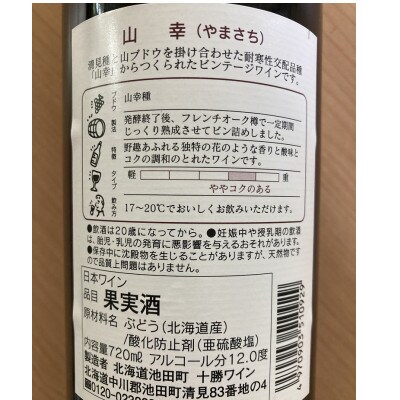 山幸 (やまさち)
清見種と山ブドウを掛け合わせた耐寒性交配品種
「山幸」からつくられたビンテージワインです。
ブドウ 山幸種
製法 発酵終了後、フレンチオーク樽で一定期間
じっくり熟成させてビン詰めしました。
特徴 野趣あふれる独特の花のような香りと酸味と
コクの調和のとれたワインです。
タイプ 軽 重
ややコクのある
飲み方 17~20℃でおいしくお飲みいただけます。
●飲酒は20歳になってから。●妊娠中や授乳期の飲酒
は、胎児・乳児の発育に悪影響を与えるおそれがあります。
●保存中に沈殿物を生じることがありますが、天然物です
ので品質上問題はありません。
日本ワイン
品目 果実酒
原材料名 ぶどう(北海道産)
/酸化防止剤(亜硫酸塩)
内容量720mℓ アルコール分12.0度
製造者 北海道池田町 十勝ワイン
北海道中川郡池田町清見83番地の4
4970903510929